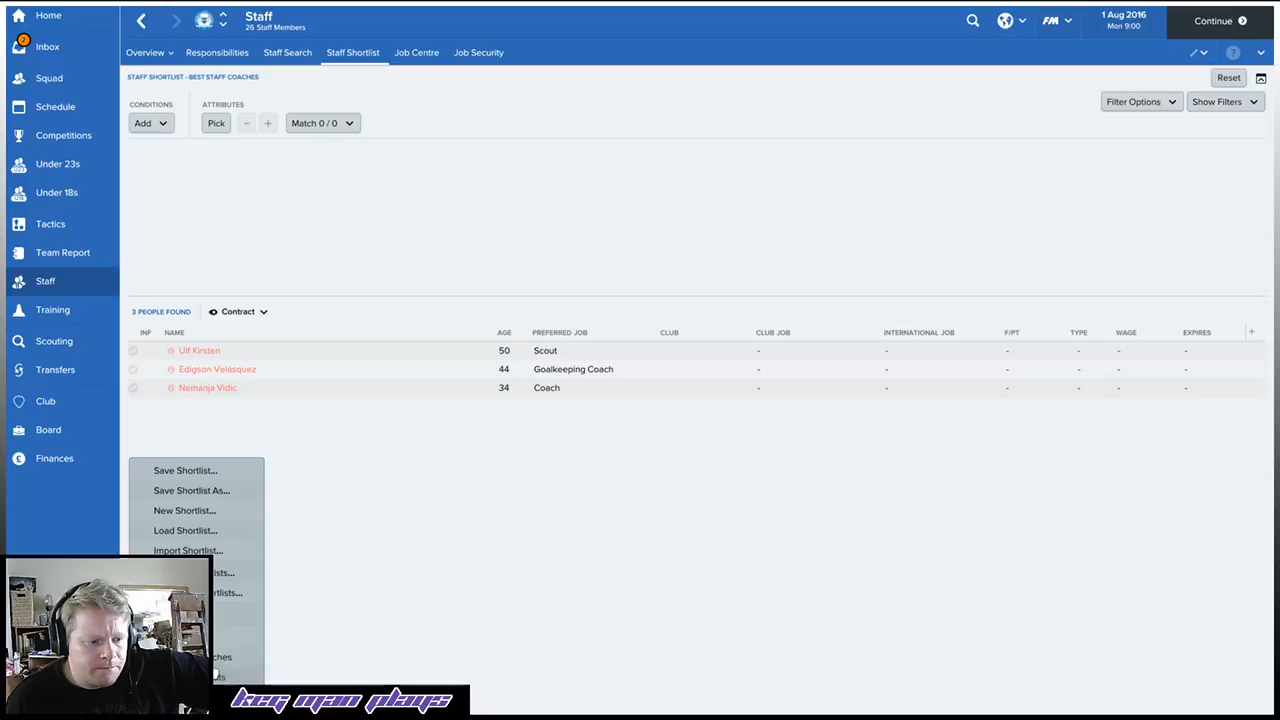 Home
Staff
26 Staff Members
1 Aug 2016
Mon 9:00
FM
Continue
2
Inbox
Overview
Responsibilities
Staff Search
Staff Shortlist
Job Centre
Job Security
Squad
Schedule
Competitions
Under 23s
Under 18s
Tactics
Team Report
Staff
Training
Scouting
Transfers
Club
Board
Finances
STAFF SHORTLIST - BEST STAFF COACHES
Reset
CONDITIONS
ATTRIBUTES
Filter Options
Show Filters
Add
Pick
- +
Match 0 / 0
3 PEOPLE FOUND
Contract
INF NAME AGE PREFERRED JOB CLUB CLUB JOB INTERNATIONAL JOB F/PT TYPE WAGE EXPIRES +
Ulf Kirsten 50 Scout - - - - - -
Edigson Velásquez 44 Goalkeeping Coach - - - - - -
Nemanja Vidic 34 Coach - - - - - -
Save Shortlist...
Save Shortlist As...
New Shortlist...
Load Shortlist...
Import Shortlist...
keg man plays